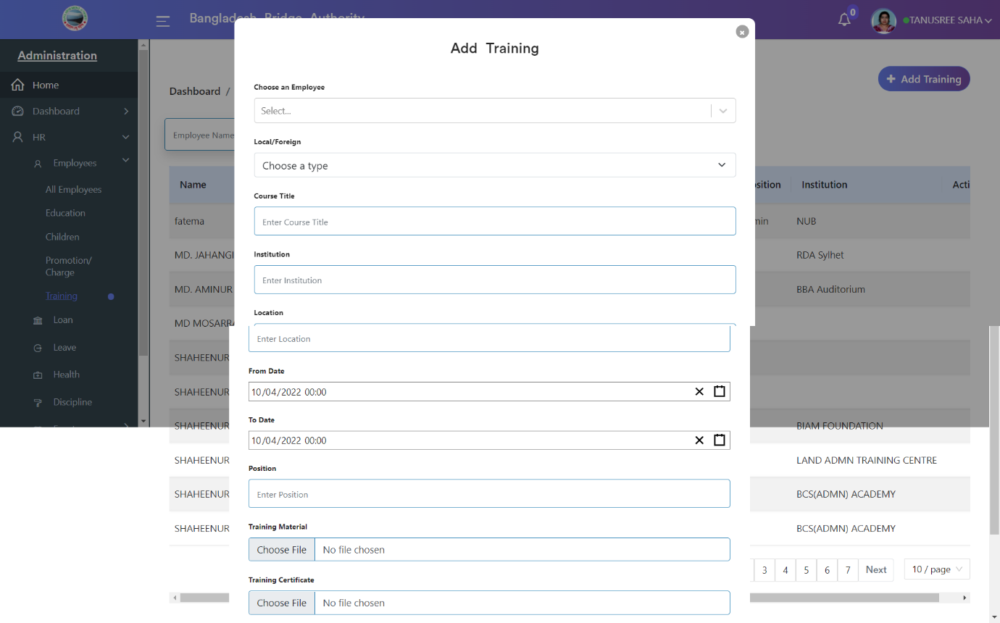 Bangladesh Bridge Authority
0
TANUSREE SAHA
Administration
Home
Dashboard
HR
Employees
All Employees
Education
Children
Promotion/
Charge
Training
Loan
Leave
Health
Discipline
Dashboard /
Add Training
Employee Name
Name
Institution
Acti
fatema
NUB
MD. JAHANGI
RDA Sylhet
MD. AMINUR
BBA Auditorium
MD MOSARRA
SHAHEENUR
SHAHEENUR
SHAHEENUR
BIAM FOUNDATION
SHAHEENUR
LAND ADMN TRAINING CENTRE
SHAHEENUR
BCS(ADMN) ACADEMY
SHAHEENUR
BCS(ADMN) ACADEMY
3 4 5 6 7 Next 10 / page
Add Training
Choose an Employee
Select...
Local/Foreign
Choose a type
Course Title
Enter Course Title
Institution
Enter Institution
Location
Enter Location
From Date
10/04/2022 00:00
To Date
10/04/2022 00:00
Position
Enter Position
Training Material
Choose File No file chosen
Training Certificate
Choose File No file chosen